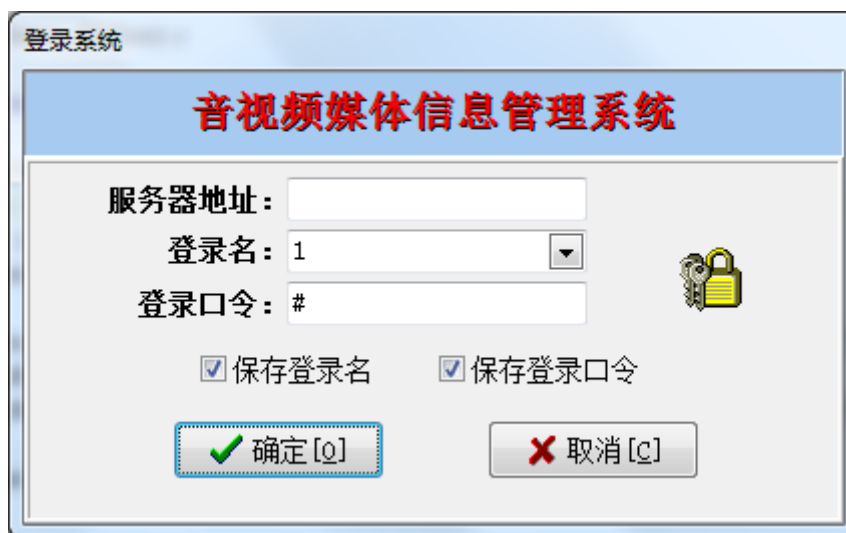 登录系统
音视频媒体信息管理系统
服务器地址：
登录名： 1
登录口令： #
保存登录名 保存登录口令
确定[O] 取消[C]